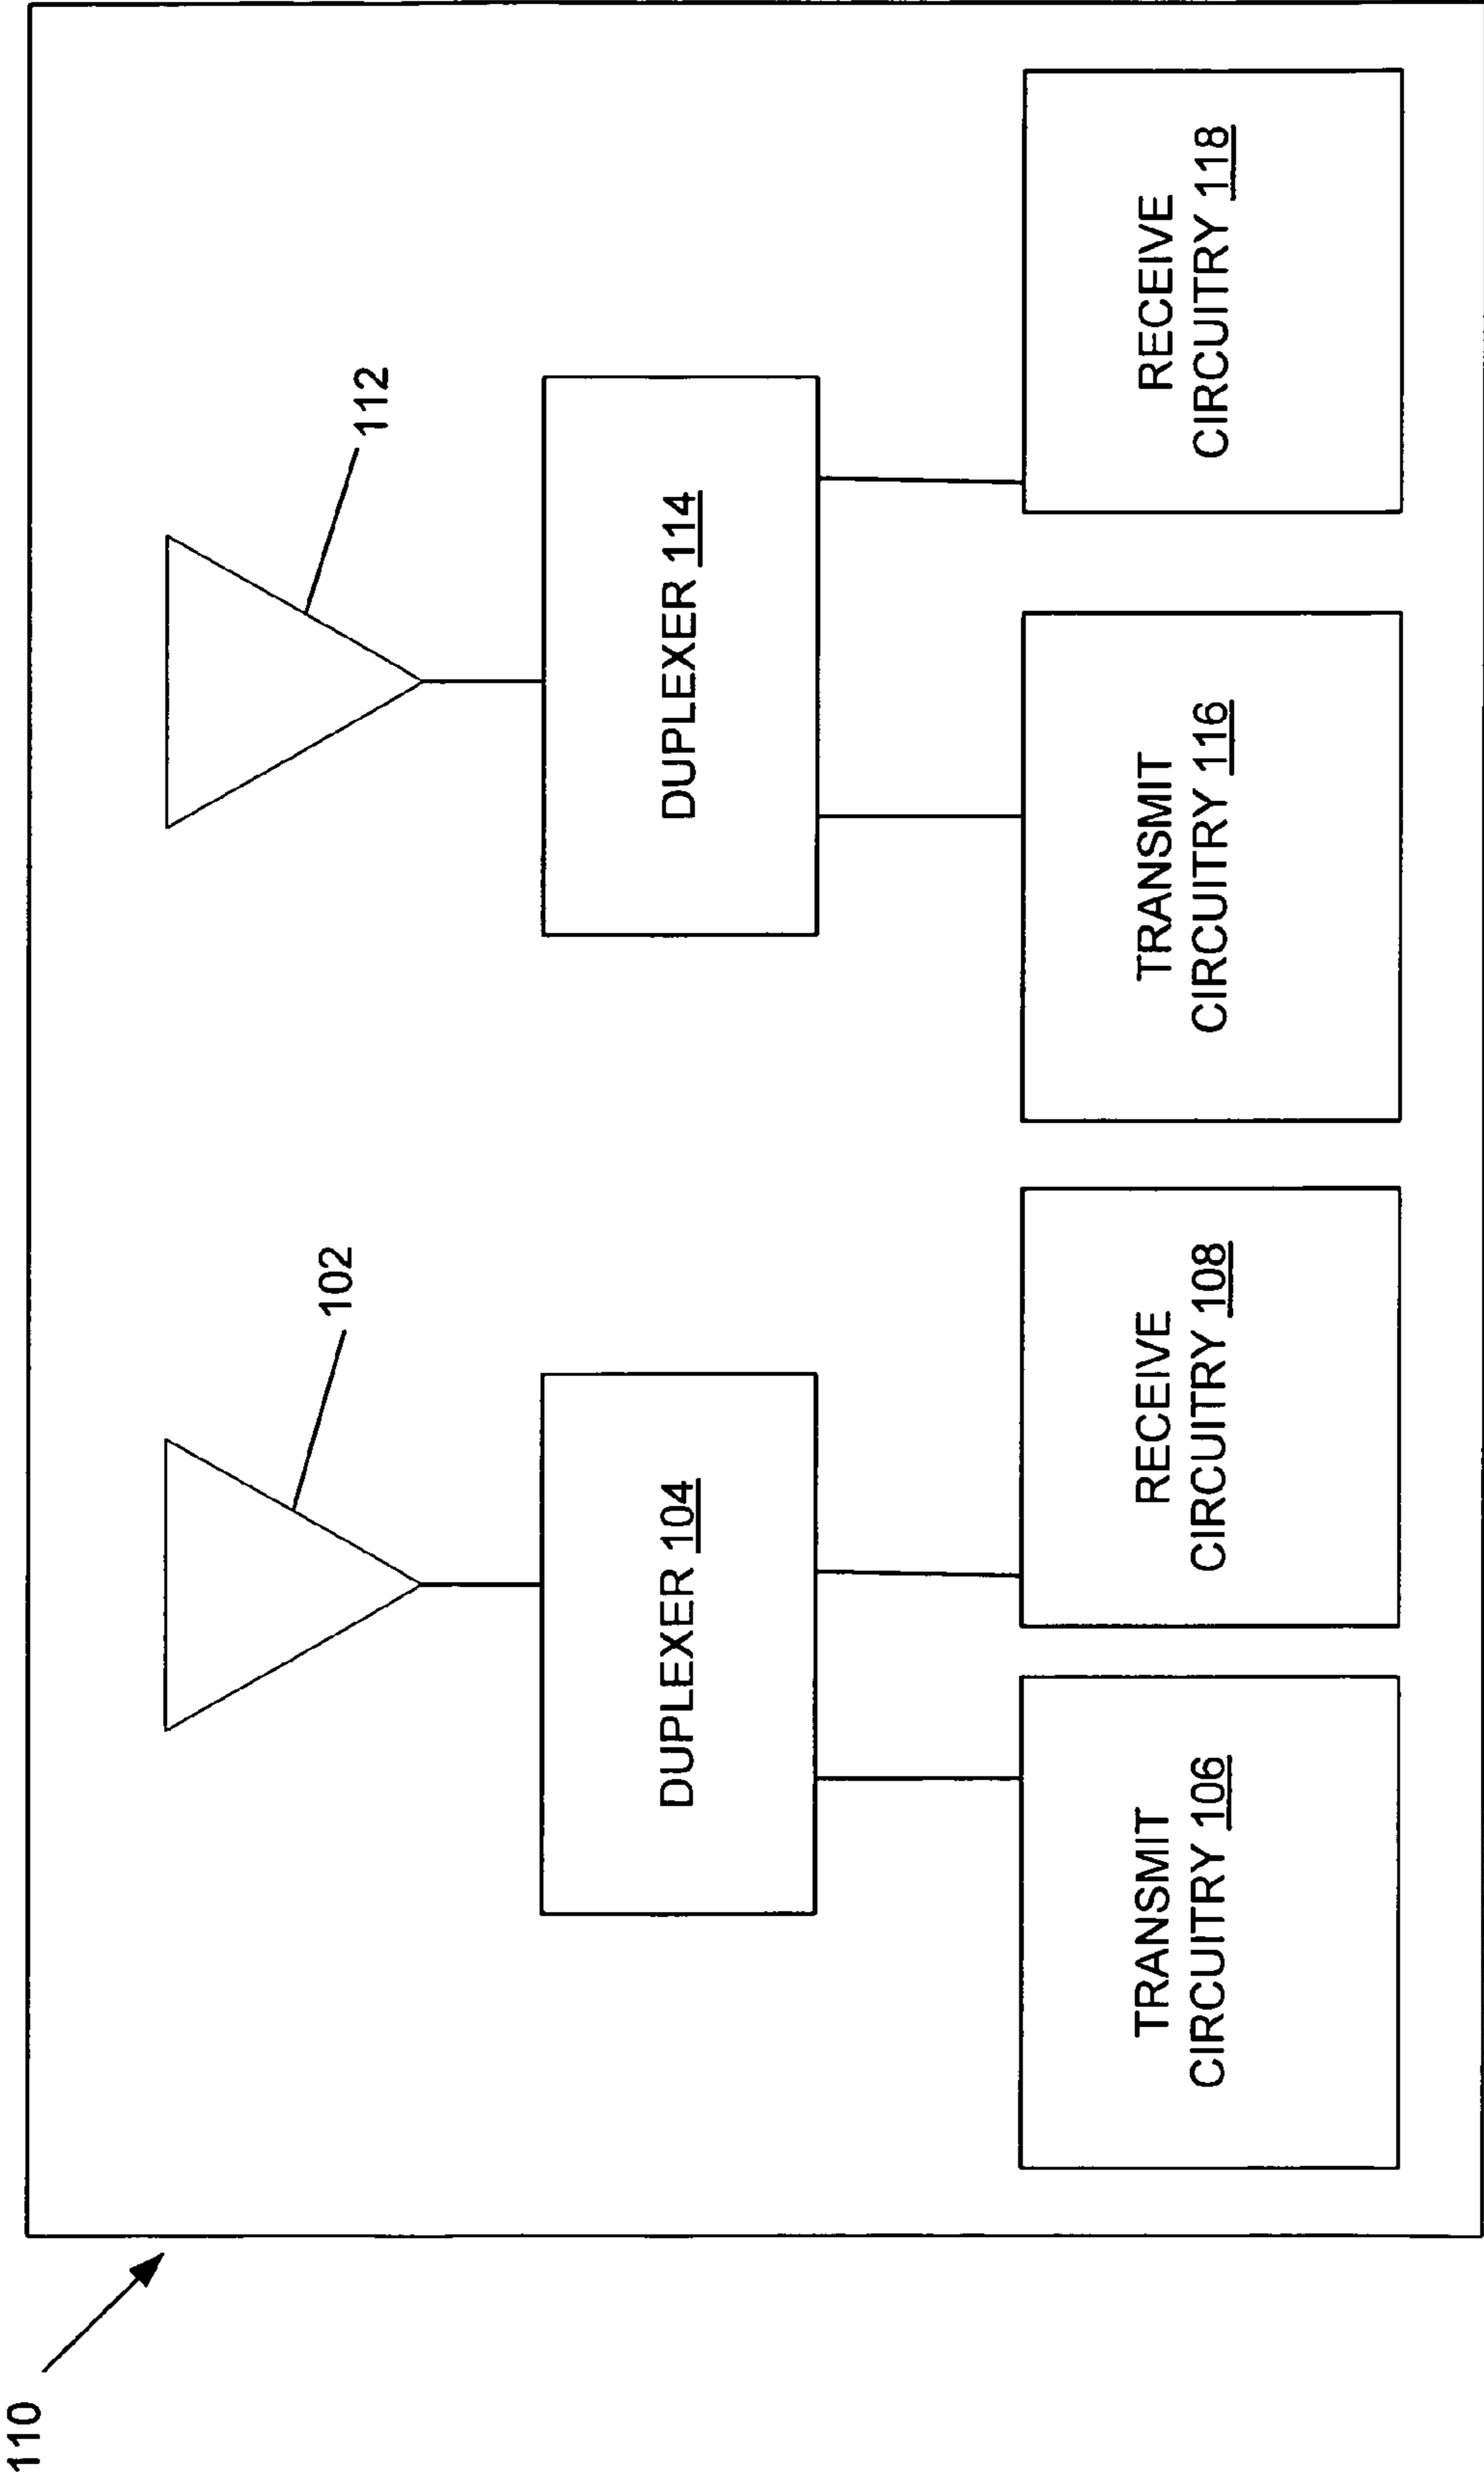 110
102
112
DUPLEXER 104
DUPLEXER 114
TRANSMIT
CIRCUITRY 106
RECEIVE
CIRCUITRY 108
TRANSMIT
CIRCUITRY 116
RECEIVE
CIRCUITRY 118